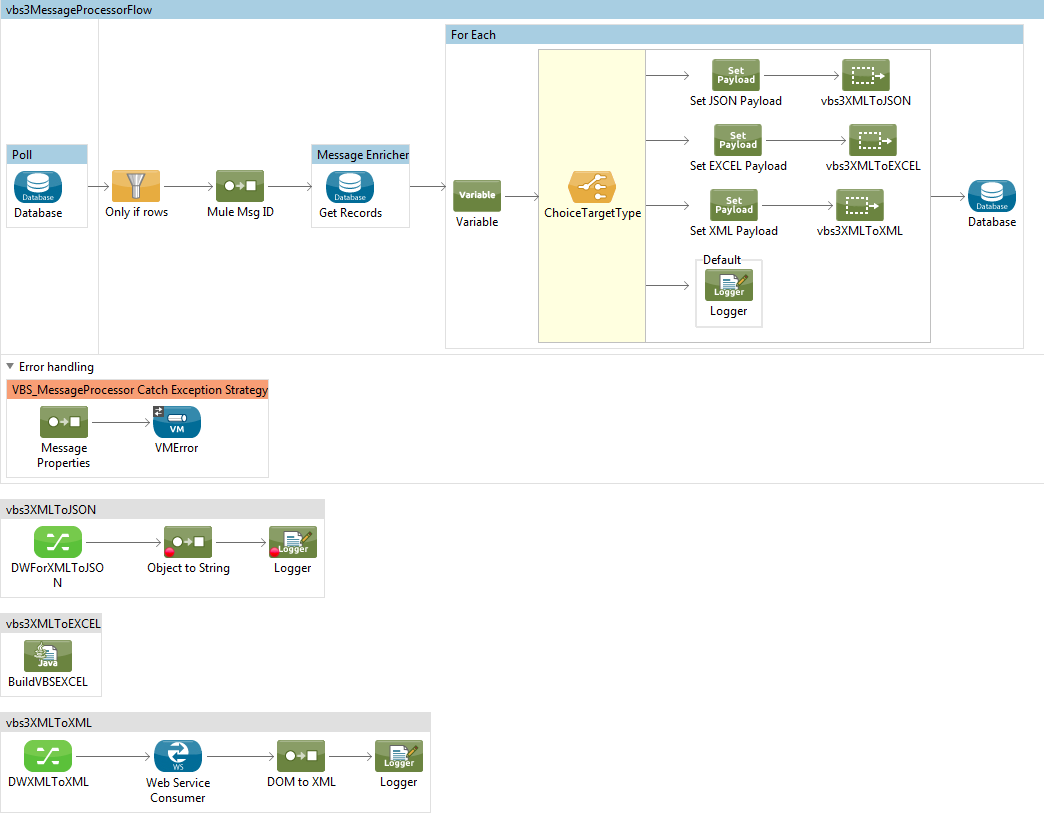 vbs3MessageProcessorFlow
For Each
Set
Payload
Set JSON Payload
vbs3XMLToJSON
Set
Payload
Set EXCEL Payload
vbs3XMLToEXCEL
Poll
Database
Database
Only if rows
Mule Msg ID
Message Enricher
Database
Get Records
Variable
Variable
ChoiceTargetType
Set
Payload
Set XML Payload
vbs3XMLToXML
Default
Logger
Logger
Database
Database
Error handling
VBS_MessageProcessor Catch Exception Strategy
Message
Properties
VM
VMError
vbs3XMLToJSON
DWForXMLToJSO
N
Object to String
Logger
Logger
vbs3XMLToEXCEL
Java
BuildVBSEXCEL
vbs3XMLToXML
DWXMLToXML
WS
Web Service
Consumer
DOM to XML
Logger
Logger